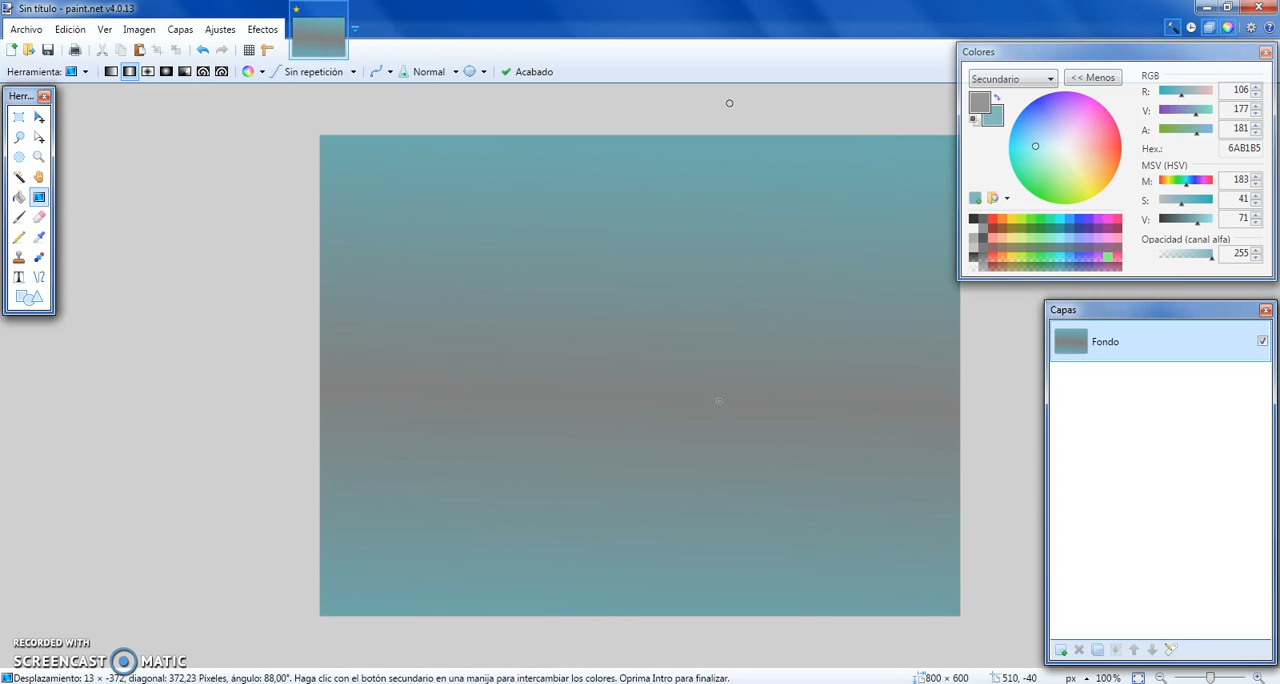 Sin título - paint.net v4.0.13
Archivo Edición Ver Imagen Capas Ajustes Efectos
Herramienta: Sin repetición Normal Acabado
Herr...
Colores
Secundario << Menos
RGB
R: 106
V: 177
A: 181
Hex.: 6AB1B5
MSV (HSV)
M: 183
S: 41
V: 71
Opacidad (canal alfa)
255
Capas
Fondo
RECORDED WITH
SCREENCAST MATIC
Desplazamiento: 13 × -372, diagonal: 372,23 Píxeles, ángulo: 88,00°. Haga clic con el botón secundario en una manija para intercambiar los colores. Oprima Intro para finalizar. 800 × 600 510, -40 px 100%